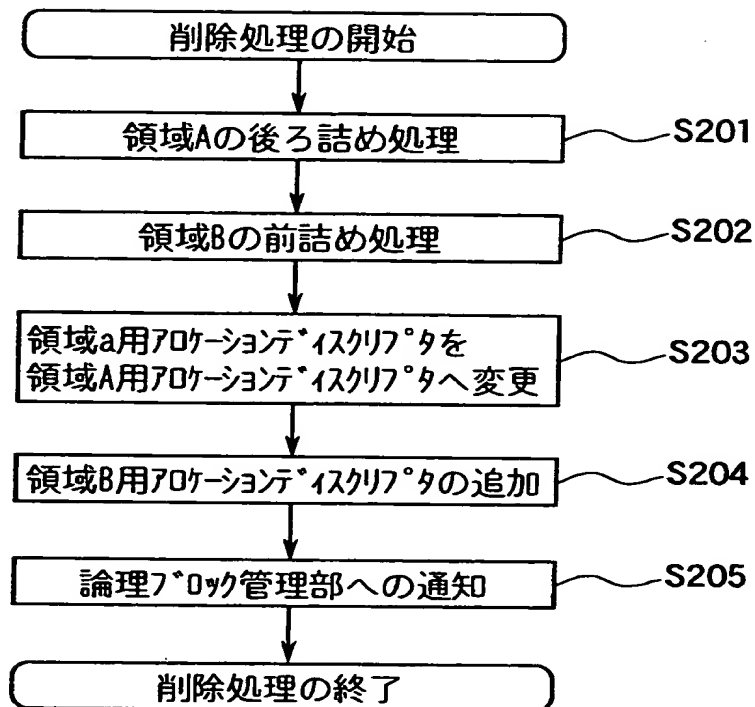 削除処理の開始
領域Aの後ろ詰め処理
S201
領域Bの前詰め処理
S202
領域a用ｱﾛｹｰｼｮﾝﾃﾞｨｽｸﾘﾌﾟﾀを
領域A用ｱﾛｹｰｼｮﾝﾃﾞｨｽｸﾘﾌﾟﾀへ変更
S203
領域B用ｱﾛｹｰｼｮﾝﾃﾞｨｽｸﾘﾌﾟﾀの追加
S204
論理ﾌﾞﾛｯｸ管理部への通知
S205
削除処理の終了